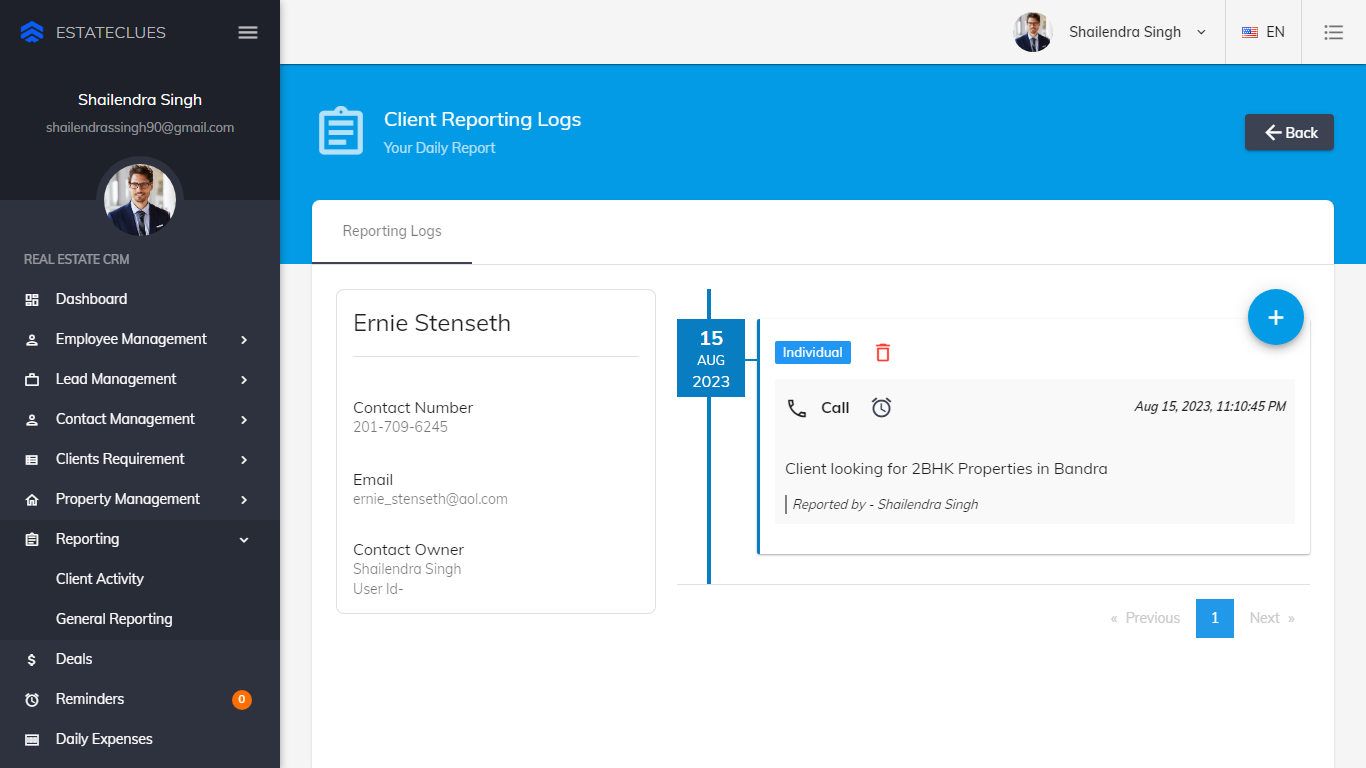 ESTATECLUES
Shailendra Singh
shailendrassingh90@gmail.com
REAL ESTATE CRM
Dashboard
Employee Management
Lead Management
Contact Management
Clients Requirement
Property Management
Reporting
Client Activity
General Reporting
Deals
Reminders 0
Daily Expenses
Shailendra Singh
EN
Client Reporting Logs
Your Daily Report
Back
Reporting Logs
Ernie Stenseth
Contact Number
201-709-6245
Email
ernie_stenseth@aol.com
Contact Owner
Shailendra Singh
User Id-
15
AUG
2023
+
Individual
Call
Aug 15, 2023, 11:10:45 PM
Client looking for 2BHK Properties in Bandra
Reported by - Shailendra Singh
« Previous 1 Next »